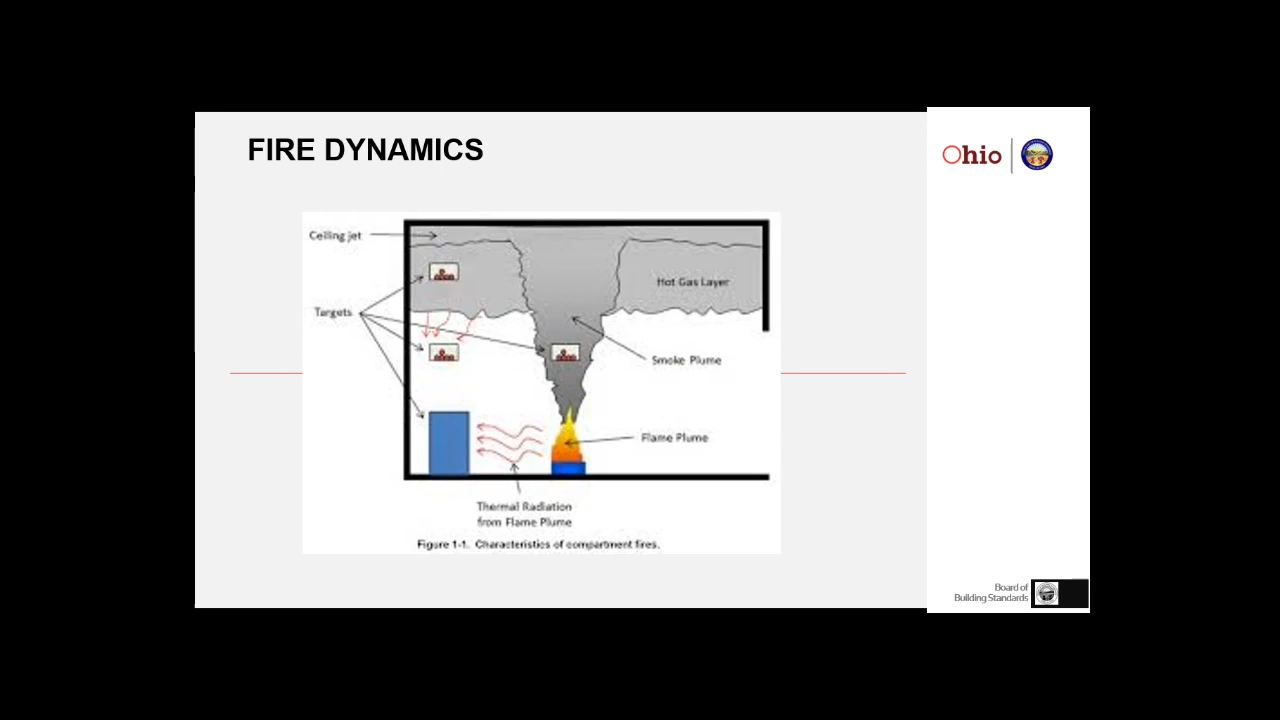 FIRE DYNAMICS
Ohio
Ceiling jet
Hot Gas Layer
Targets
Smoke Plume
Flame Plume
Thermal Radiation
from Flame Plume
Figure 1-1. Characteristics of compartment fires.
Board of
Building Standards